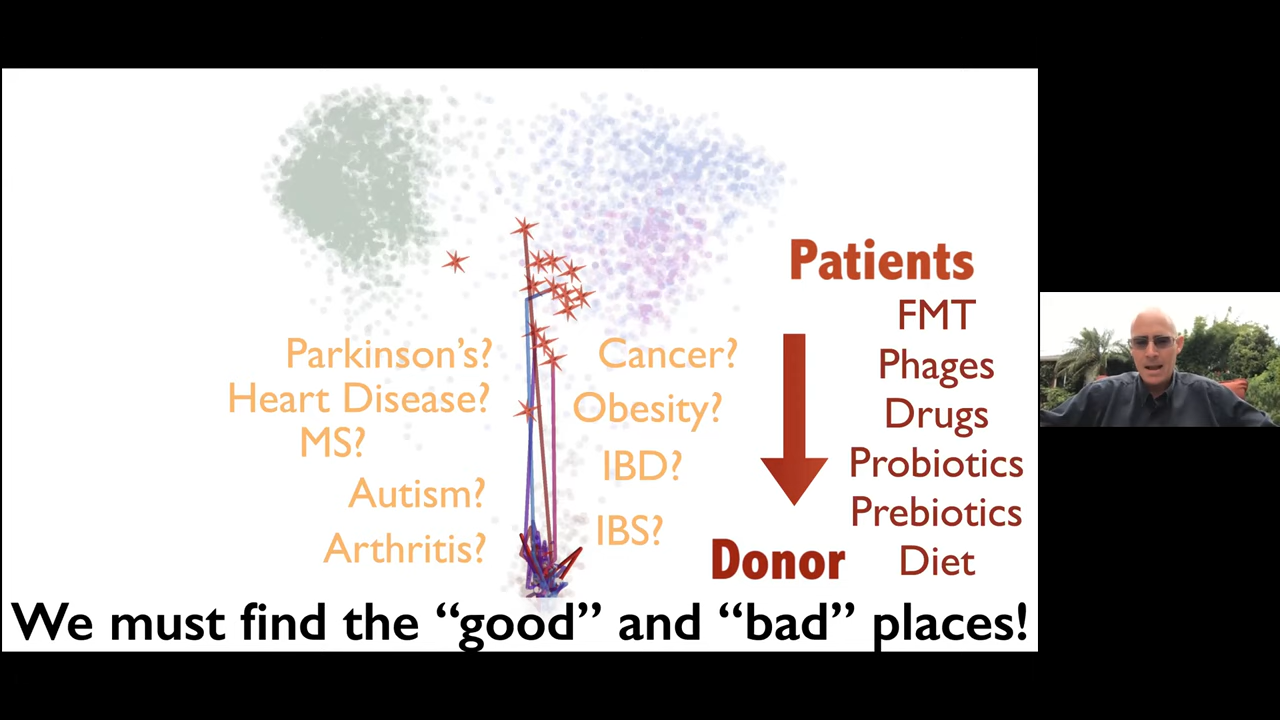 Patients
FMT
Phages
Drugs
Probiotics
Prebiotics
Diet
Donor
Parkinson's?
Heart Disease?
MS?
Autism?
Arthritis?
Cancer?
Obesity?
IBD?
IBS?
We must find the “good” and “bad” places!